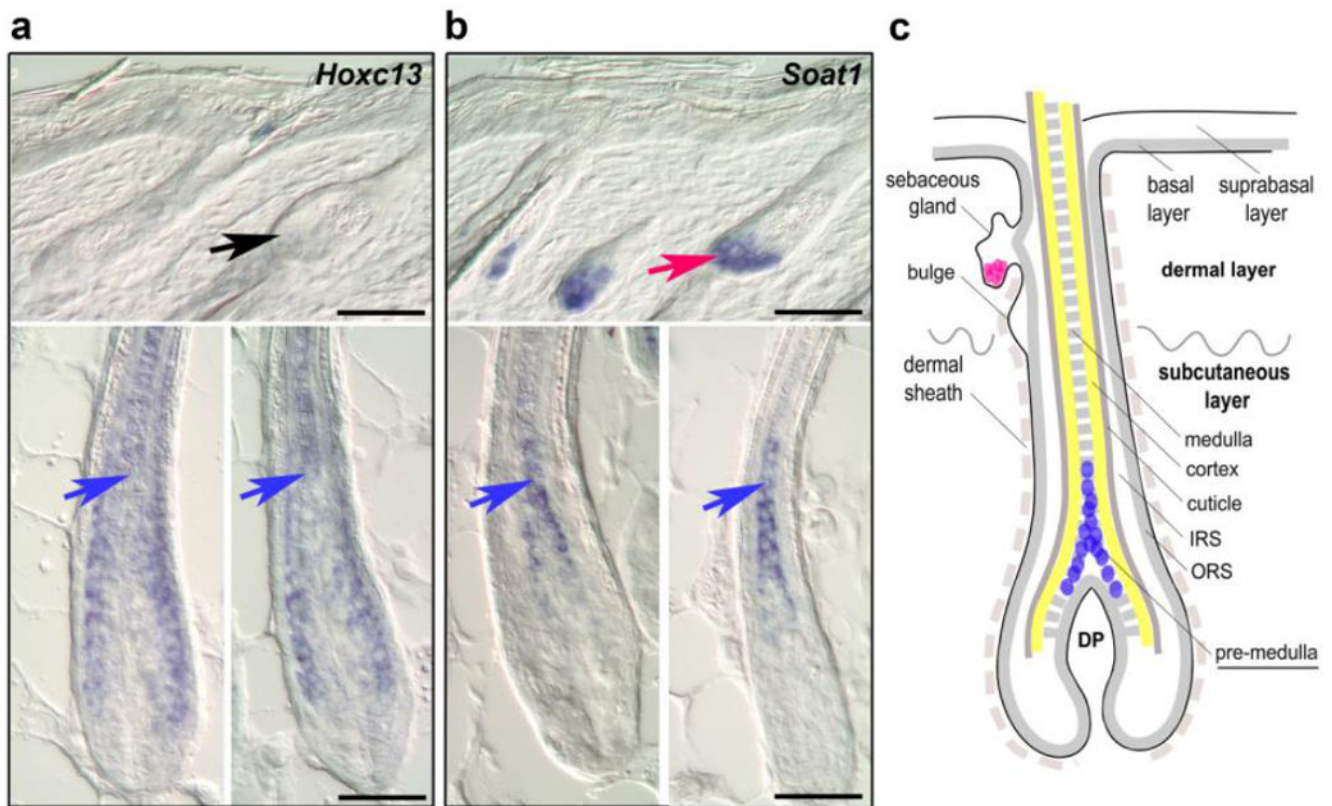 a
Hoxc13
b
Soat1
c
sebaceous
gland
basal
layer
suprabasal
layer
bulge
dermal layer
dermal
sheath
subcutaneous
layer
medulla
cortex
cuticle
IRS
ORS
DP
pre-medulla